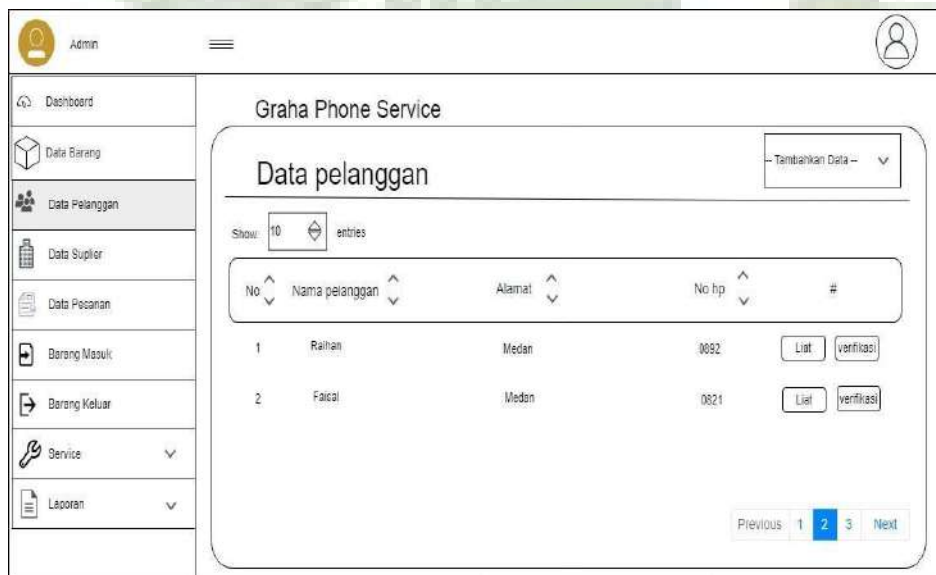 Admin
Dashboard
Data Barang
Data Pelanggan
Data Suplier
Data Pesanan
Barang Masuk
Barang Keluar
Service
Laporan
Graha Phone Service
Data pelanggan
-- Tambahkan Data --
Show 10 entries
No Nama pelanggan Alamat No hp #
1 Raihan Medan 0892 Liat verifikasi
2 Faisal Medan 0821 Liat verifikasi
Previous 1 2 3 Next